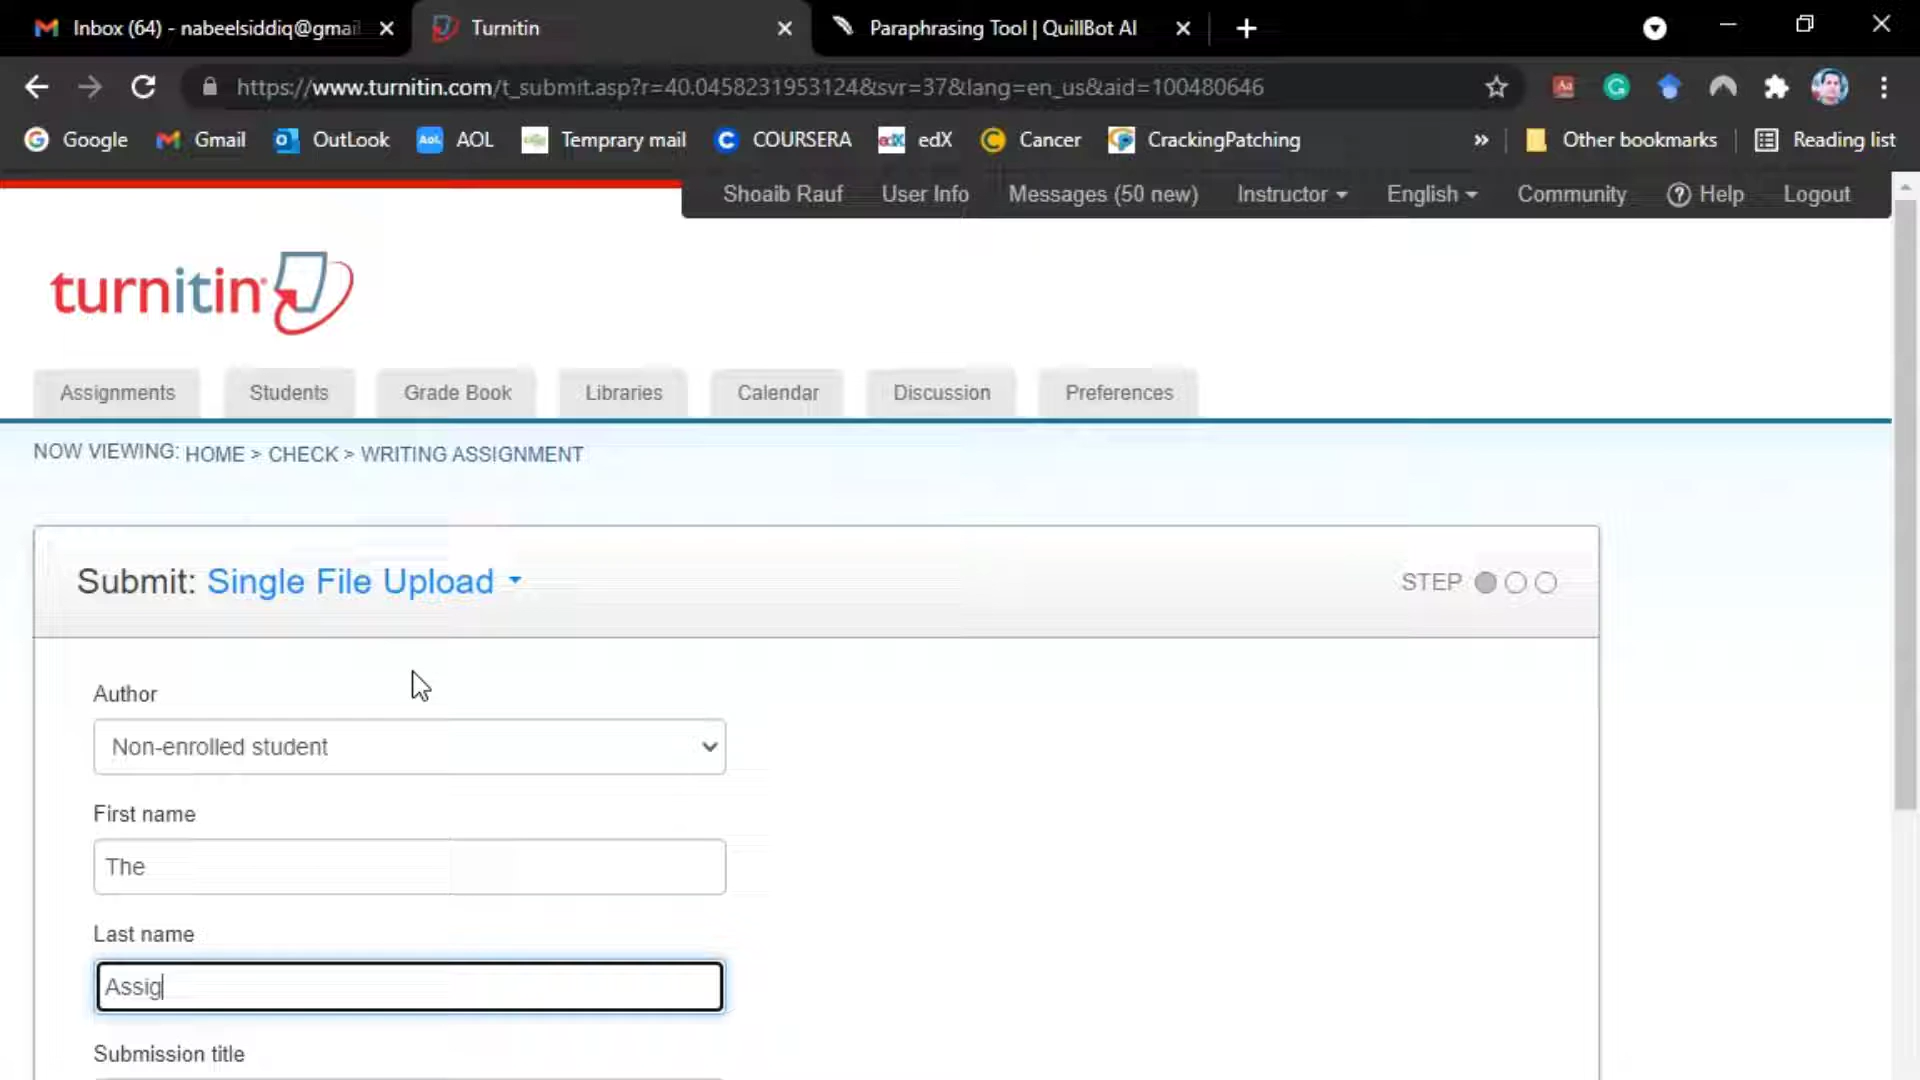 Inbox (64) - nabeelsiddiq@gmail
Turnitin
Paraphrasing Tool | QuillBot AI
https://www.turnitin.com/t_submit.asp?r=40.0458231953124&svr=37&lang=en_us&aid=100480646
Google Gmail OutLook AOL Temprary mail COURSERA edX Cancer CrackingPatching » Other bookmarks Reading list
Shoaib Rauf User Info Messages (50 new) Instructor English Community Help Logout
turnitin
Assignments Students Grade Book Libraries Calendar Discussion Preferences
NOW VIEWING: HOME > CHECK > WRITING ASSIGNMENT
Submit: Single File Upload
STEP
Author
Non-enrolled student
First name
The
Last name
Assig
Submission title